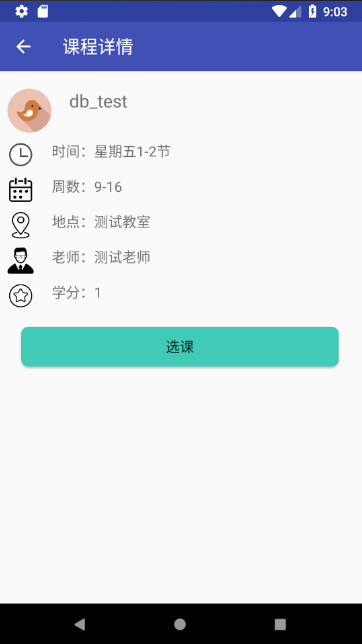 9:03
课程详情
db_test
时间：星期五1-2节
周数：9-16
地点：测试教室
老师：测试老师
学分：1
选课